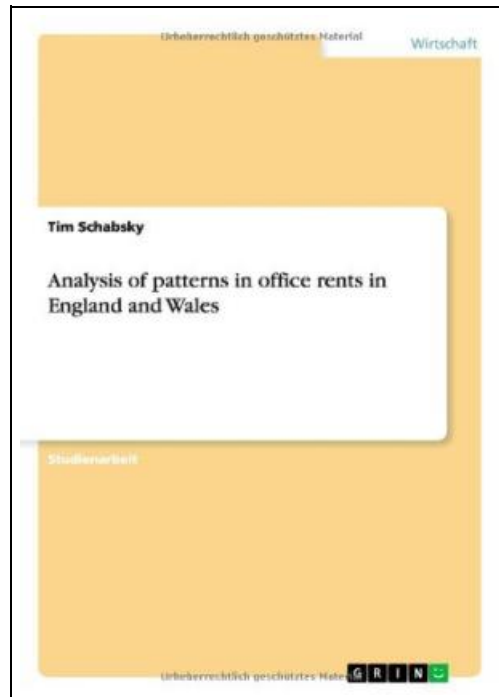 Urheberrechtlich geschütztes Material
Wirtschaft
Tim Schabsky
Analysis of patterns in office rents in
England and Wales
Studienarbeit
Urheberrechtlich geschütztes Mate
GRIN